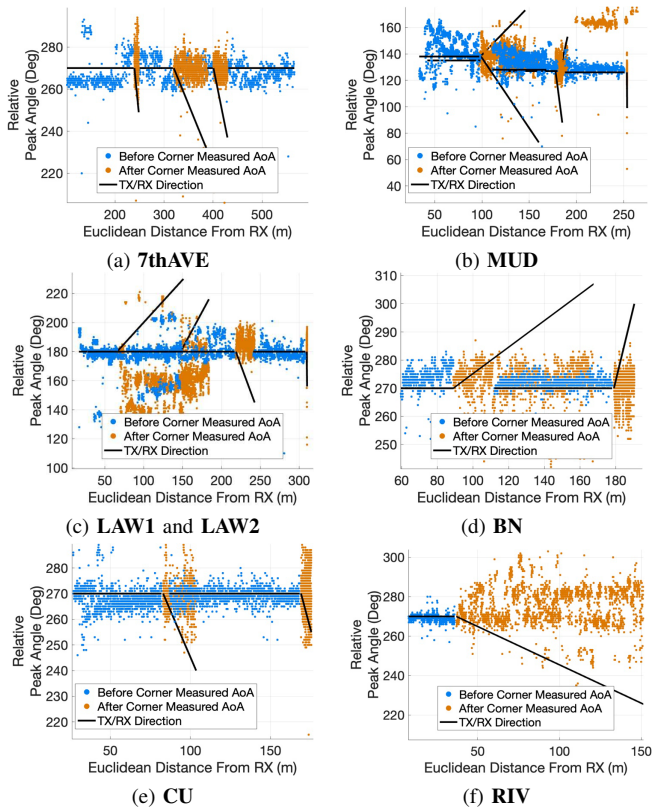 280
260
240
220
Relative
Peak Angle (Deg)
Before Corner Measured AoA
After Corner Measured AoA
TX/RX Direction
200 300 400 500
Euclidean Distance From RX (m)
(a) 7thAVE
160
140
120
100
80
60
40
Relative
Peak Angle (Deg)
Before Corner Measured AoA
After Corner Measured AoA
TX/RX Direction
50 100 150 200 250
Euclidean Distance From RX (m)
(b) MUD
220
200
180
160
140
120
100
Relative
Peak Angle (Deg)
Before Corner Measured AoA
After Corner Measured AoA
TX/RX Direction
50 100 150 200 250 300
Euclidean Distance From RX (m)
(c) LAW1 and LAW2
310
300
290
280
270
260
250
Relative
Peak Angle (Deg)
Before Corner Measured AoA
After Corner Measured AoA
TX/RX Direction
60 80 100 120 140 160 180
Euclidean Distance From RX (m)
(d) BN
280
270
260
250
240
230
220
Relative
Peak Angle (Deg)
Before Corner Measured AoA
After Corner Measured AoA
TX/RX Direction
50 100 150
Euclidean Distance From RX (m)
(e) CU
300
280
260
240
220
Relative
Peak Angle (Deg)
Before Corner Measured AoA
After Corner Measured AoA
TX/RX Direction
50 100 150
Euclidean Distance From RX (m)
(f) RIV